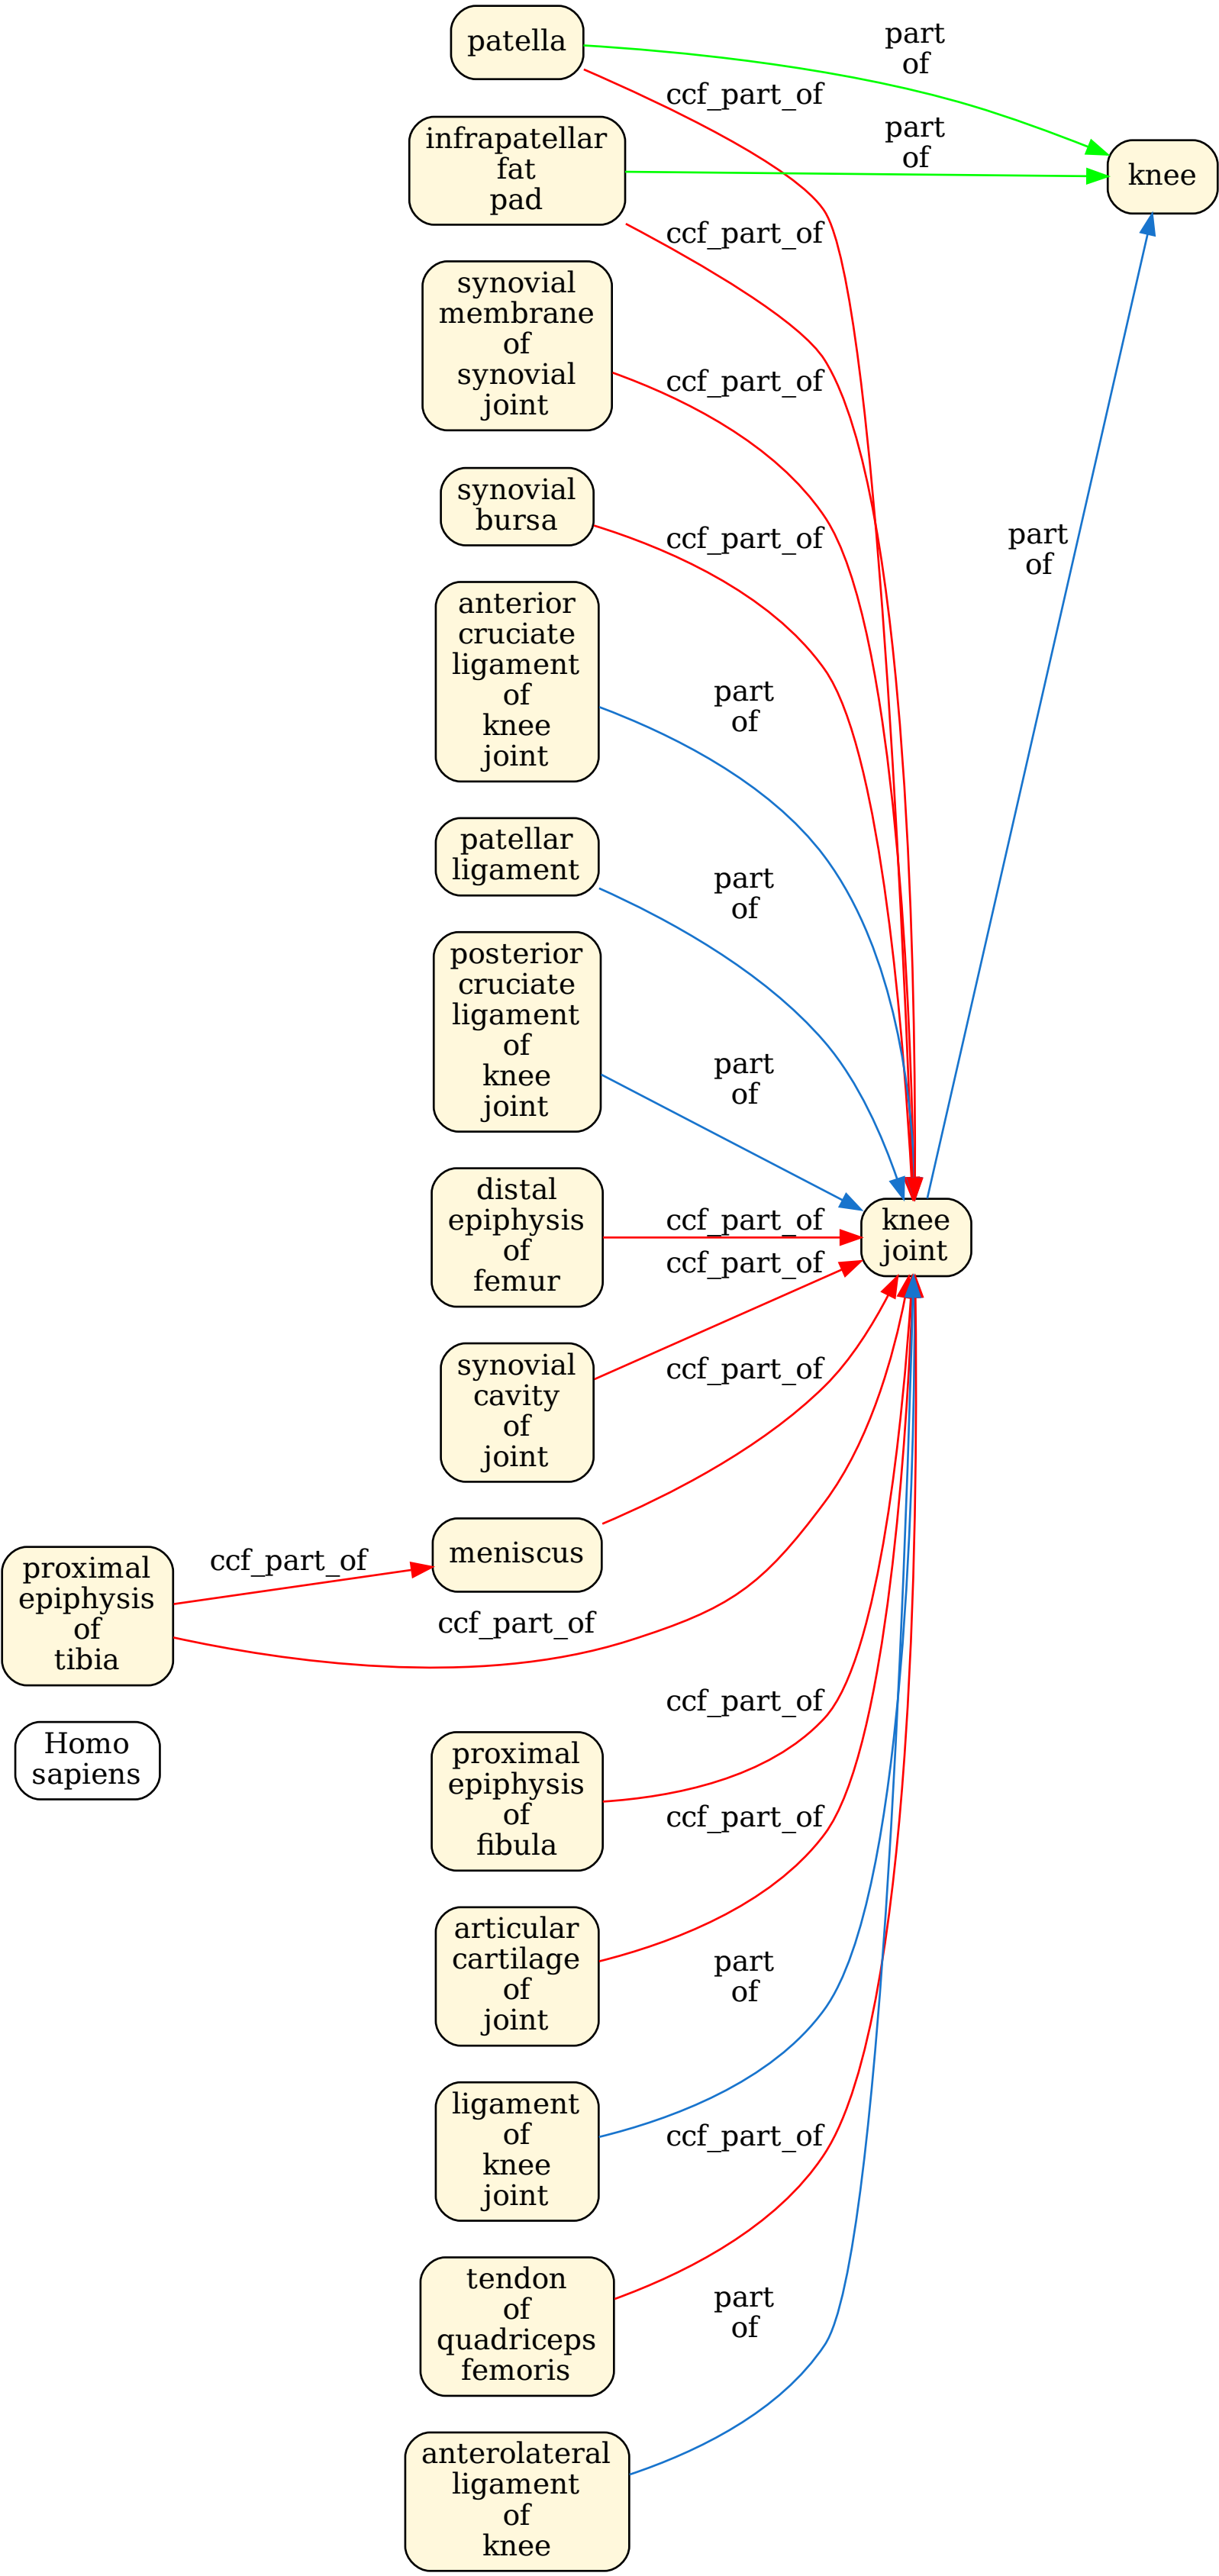 patella
part
of
ccf_part_of
infrapatellar
fat
pad
part
of
knee
ccf_part_of
synovial
membrane
of
synovial
joint
ccf_part_of
synovial
bursa
ccf_part_of
part
of
anterior
cruciate
ligament
of
knee
joint
part
of
patellar
ligament
part
of
posterior
cruciate
ligament
of
knee
joint
part
of
distal
epiphysis
of
femur
ccf_part_of
knee
joint
ccf_part_of
synovial
cavity
of
joint
ccf_part_of
meniscus
proximal
epiphysis
of
tibia
ccf_part_of
ccf_part_of
Homo
sapiens
ccf_part_of
proximal
epiphysis
of
fibula
ccf_part_of
articular
cartilage
of
joint
part
of
ligament
of
knee
joint
ccf_part_of
tendon
of
quadriceps
femoris
part
of
anterolateral
ligament
of
knee